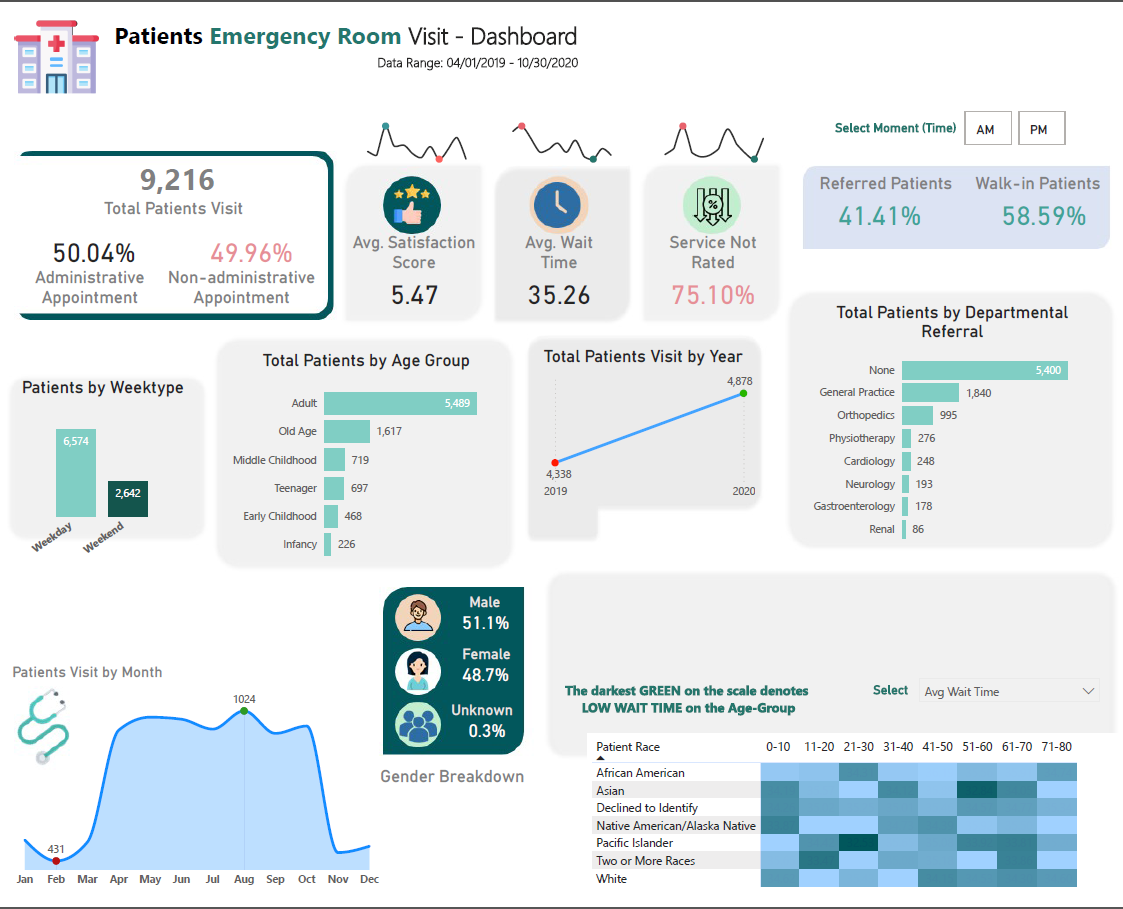 Patients Emergency Room Visit - Dashboard
Data Range: 04/01/2019 - 10/30/2020
Select Moment (Time)
AM
PM
9,216
Total Patients Visit
50.04%
Administrative
Appointment
49.96%
Non-administrative
Appointment
Avg. Satisfaction
Score
5.47
Avg. Wait
Time
35.26
%
Service Not
Rated
75.10%
Referred Patients
41.41%
Walk-in Patients
58.59%
Patients by Weektype
6,574
2,642
Weekday
Weekend
Total Patients by Age Group
Adult 5,489
Old Age 1,617
Middle Childhood 719
Teenager 697
Early Childhood 468
Infancy 226
Total Patients Visit by Year
4,878
4,338
2019 2020
Total Patients by Departmental
Referral
None 5,400
General Practice 1,840
Orthopedics 995
Physiotherapy 276
Cardiology 248
Neurology 193
Gastroenterology 178
Renal 86
Patients Visit by Month
1024
431
Jan Feb Mar Apr May Jun Jul Aug Sep Oct Nov Dec
Male
51.1%
Female
48.7%
Unknown
0.3%
Gender Breakdown
The darkest GREEN on the scale denotes
LOW WAIT TIME on the Age-Group
Select
Avg Wait Time
Patient Race 0-10 11-20 21-30 31-40 41-50 51-60 61-70 71-80
African American
Asian
Declined to Identify
Native American/Alaska Native
Pacific Islander
Two or More Races
White